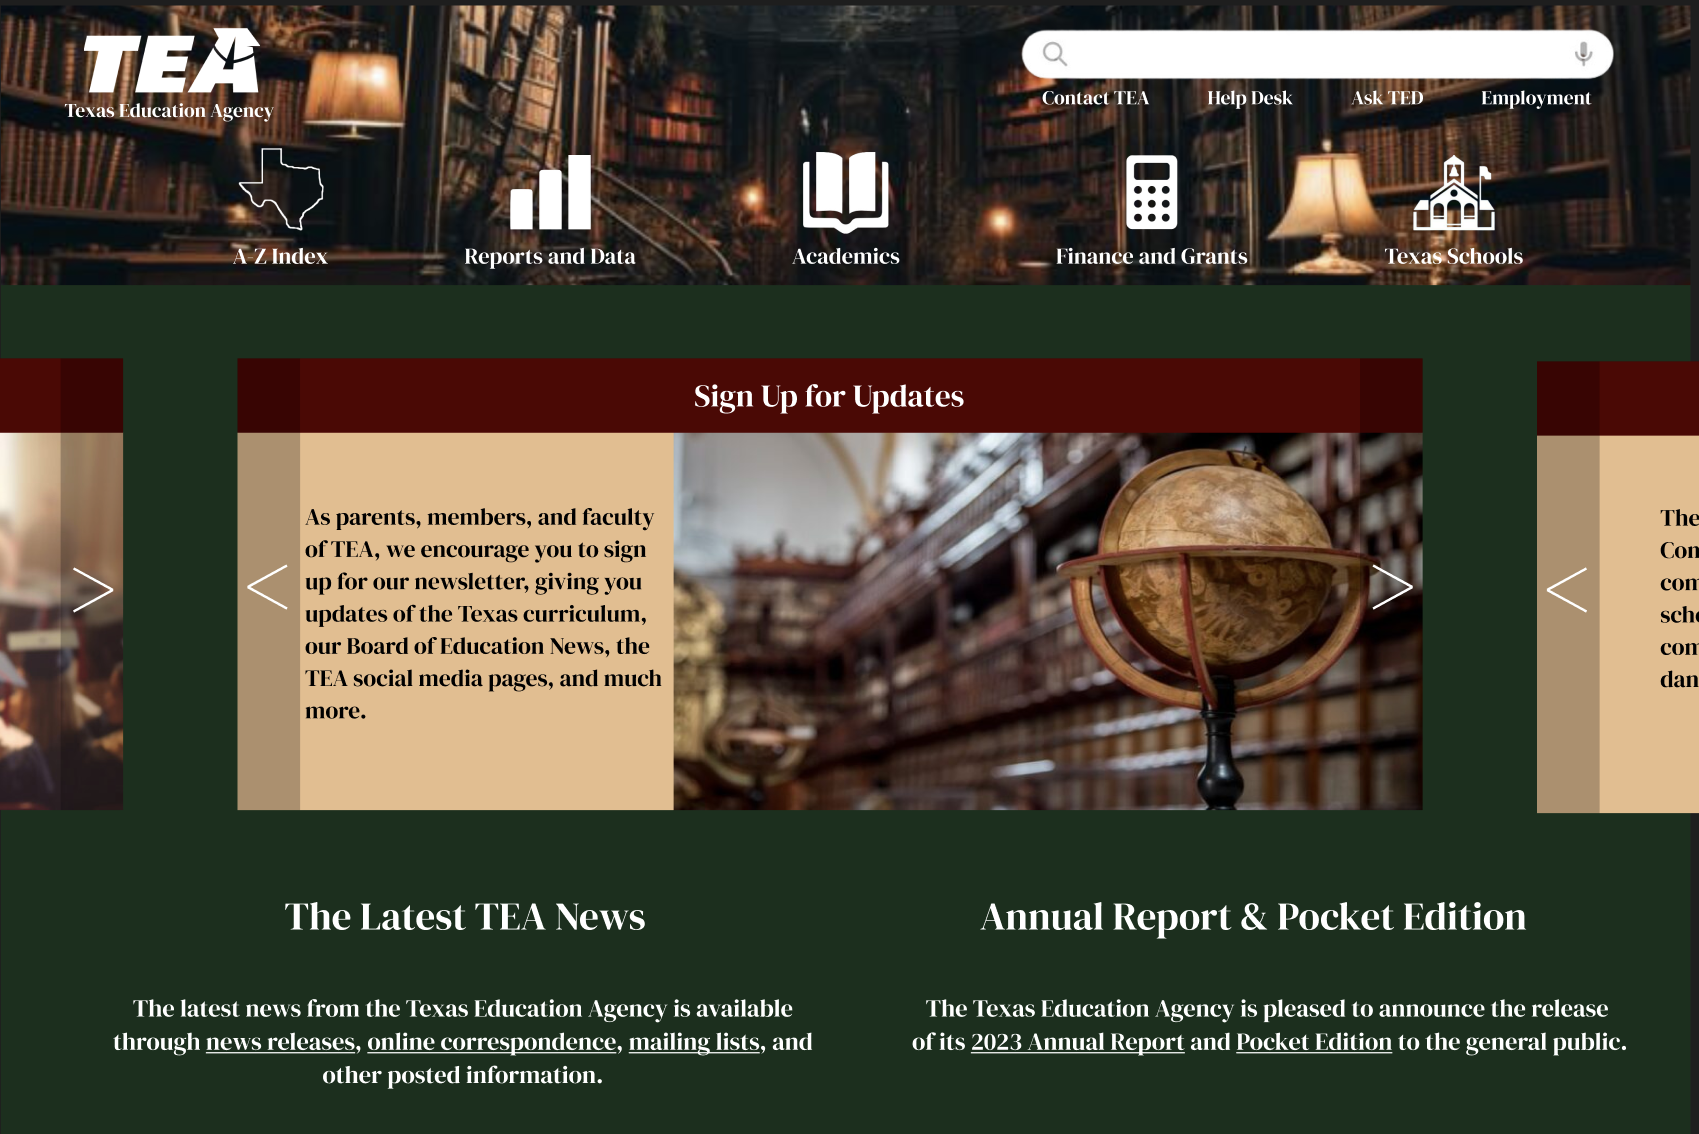 TEA
Texas Education Agency
Contact TEA
Help Desk
Ask TED
Employment
A-Z Index
Reports and Data
Academics
Finance and Grants
Texas Schools
Sign Up for Updates
As parents, members, and faculty
of TEA, we encourage you to sign
up for our newsletter, giving you
updates of the Texas curriculum,
our Board of Education News, the
TEA social media pages, and much
more.
The
The Latest TEA News
The latest news from the Texas Education Agency is available
through news releases, online correspondence, mailing lists, and
other posted information.
Annual Report & Pocket Edition
The Texas Education Agency is pleased to announce the release
of its 2023 Annual Report and Pocket Edition to the general public.